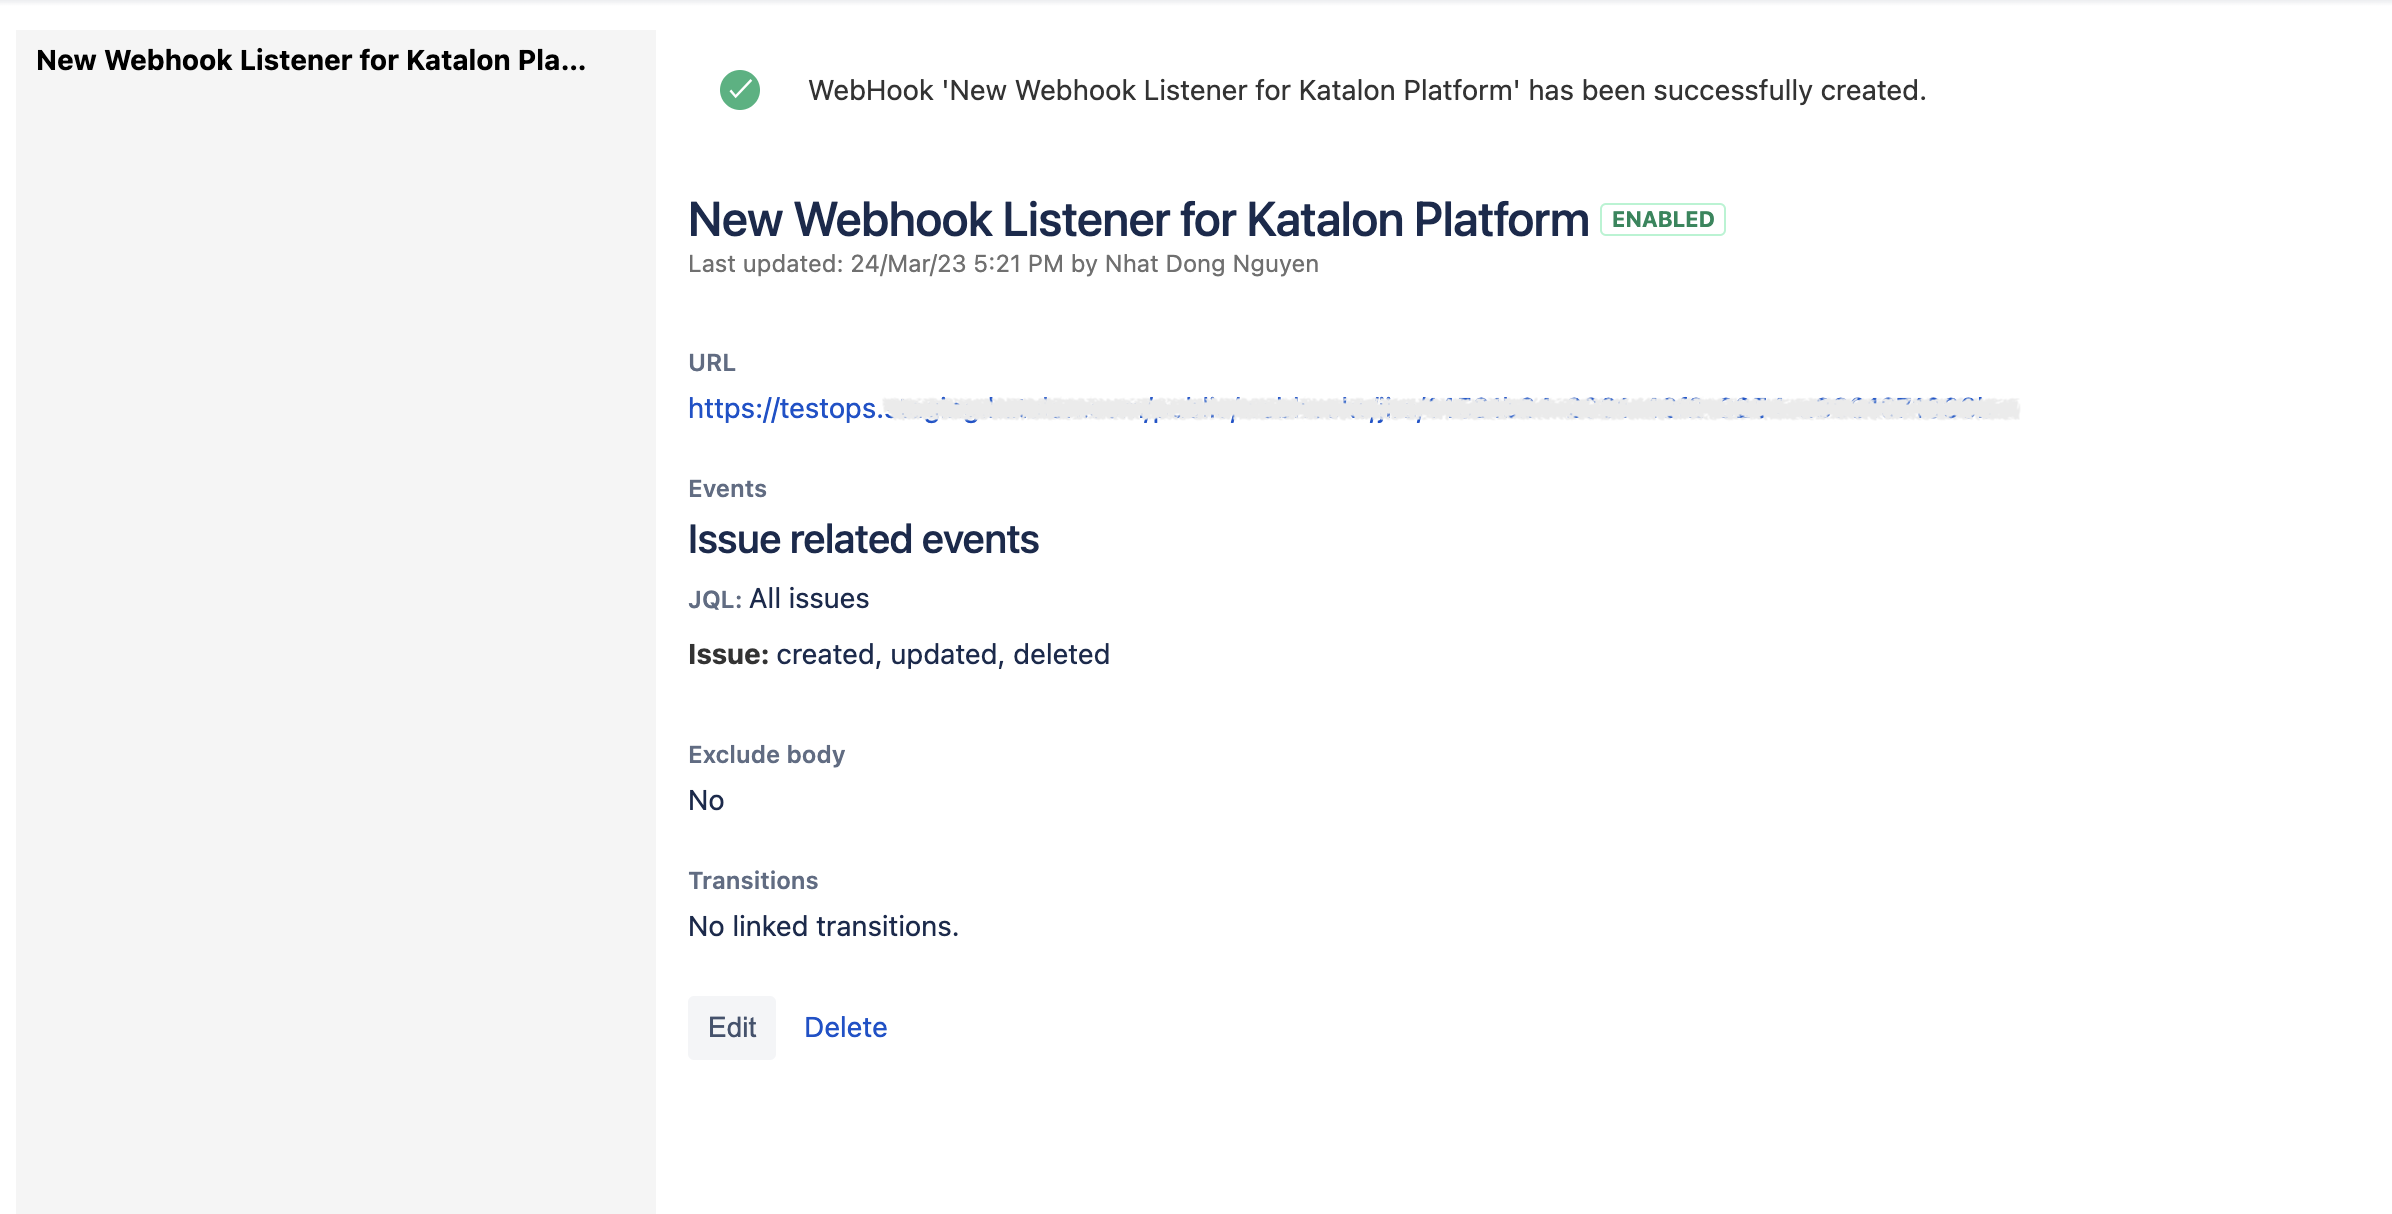 New Webhook Listener for Katalon Pla...
WebHook 'New Webhook Listener for Katalon Platform' has been successfully created.
New Webhook Listener for Katalon Platform ENABLED
Last updated: 24/Mar/23 5:21 PM by Nhat Dong Nguyen
URL
https://testops.
Events
Issue related events
JQL: All issues
Issue: created, updated, deleted
Exclude body
No
Transitions
No linked transitions.
Edit Delete